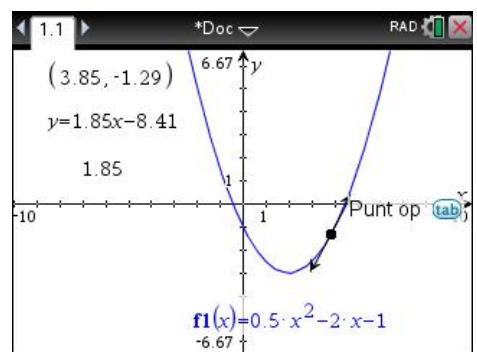 1.1 *Doc RAD
6.67 y
(3.85,-1.29)
y=1.85x−8.41
1.85
1
x
-10 1 Punt op tab
f1(x)=0.5·x²−2·x−1
-6.67